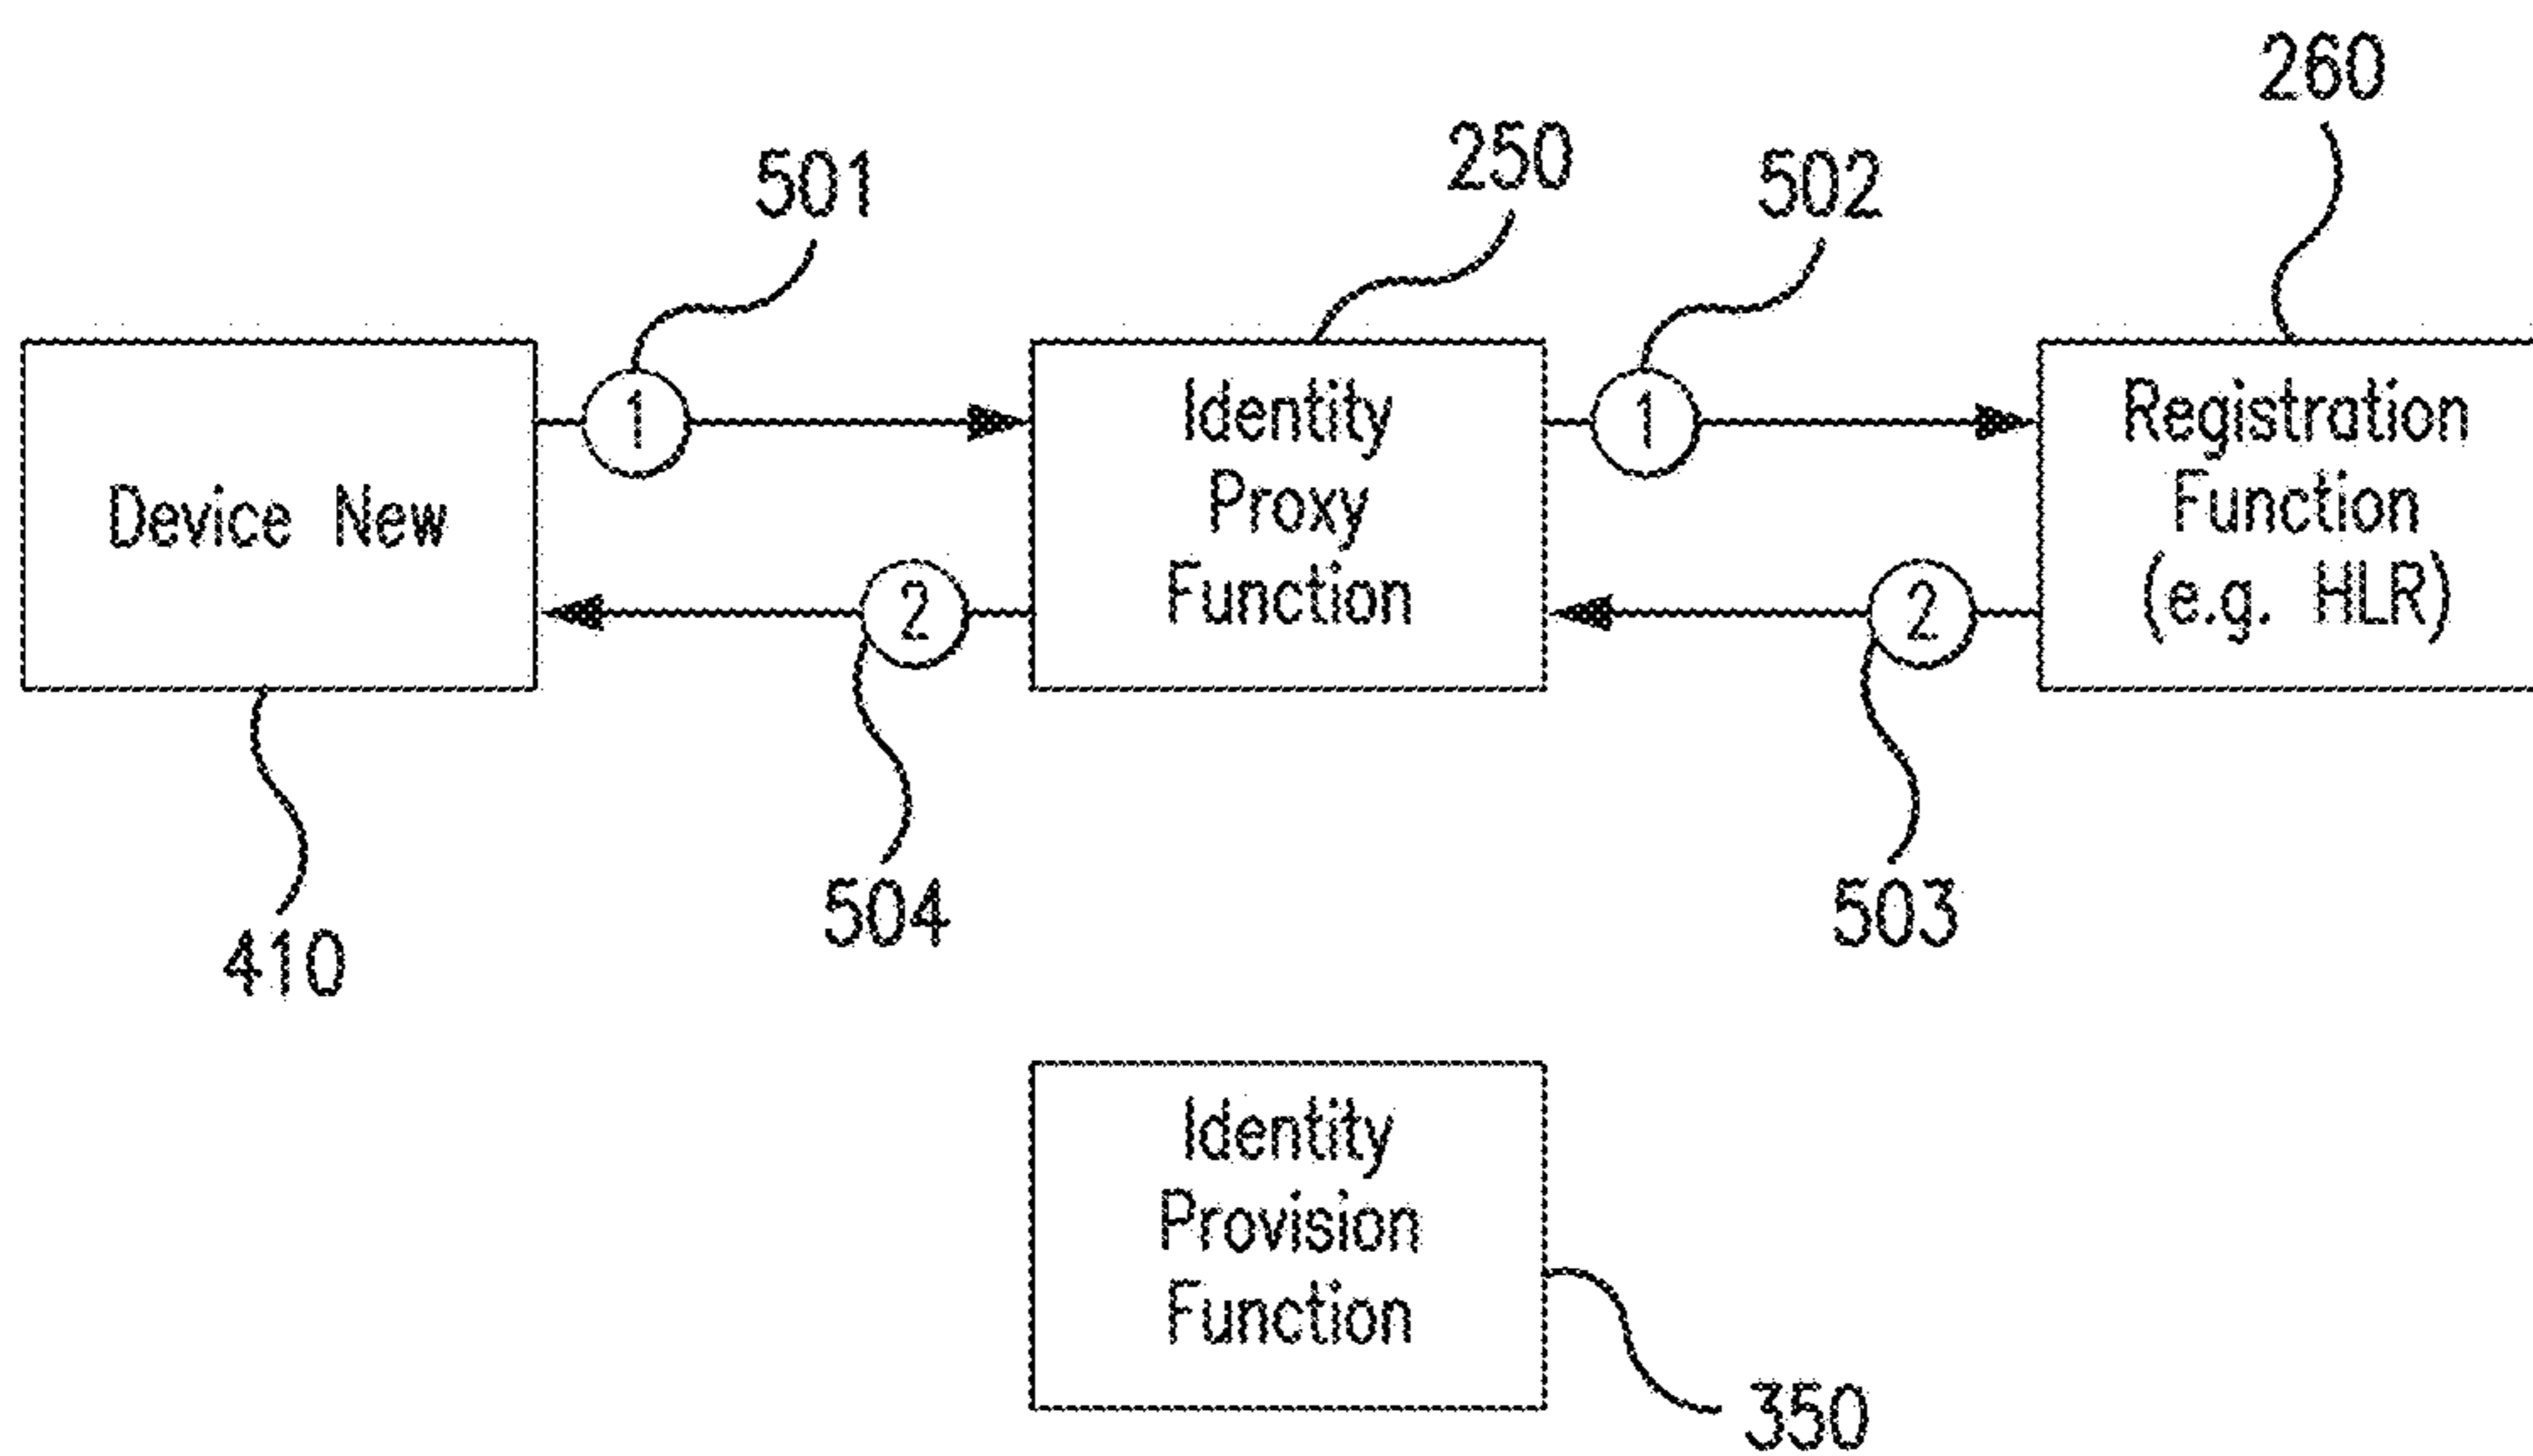 260
250
501
502
1
1
Device New
Identity
Proxy
Function
Registration
Function
(e.g. HLR)
2
2
504
503
410
Identity
Provision
Function
350